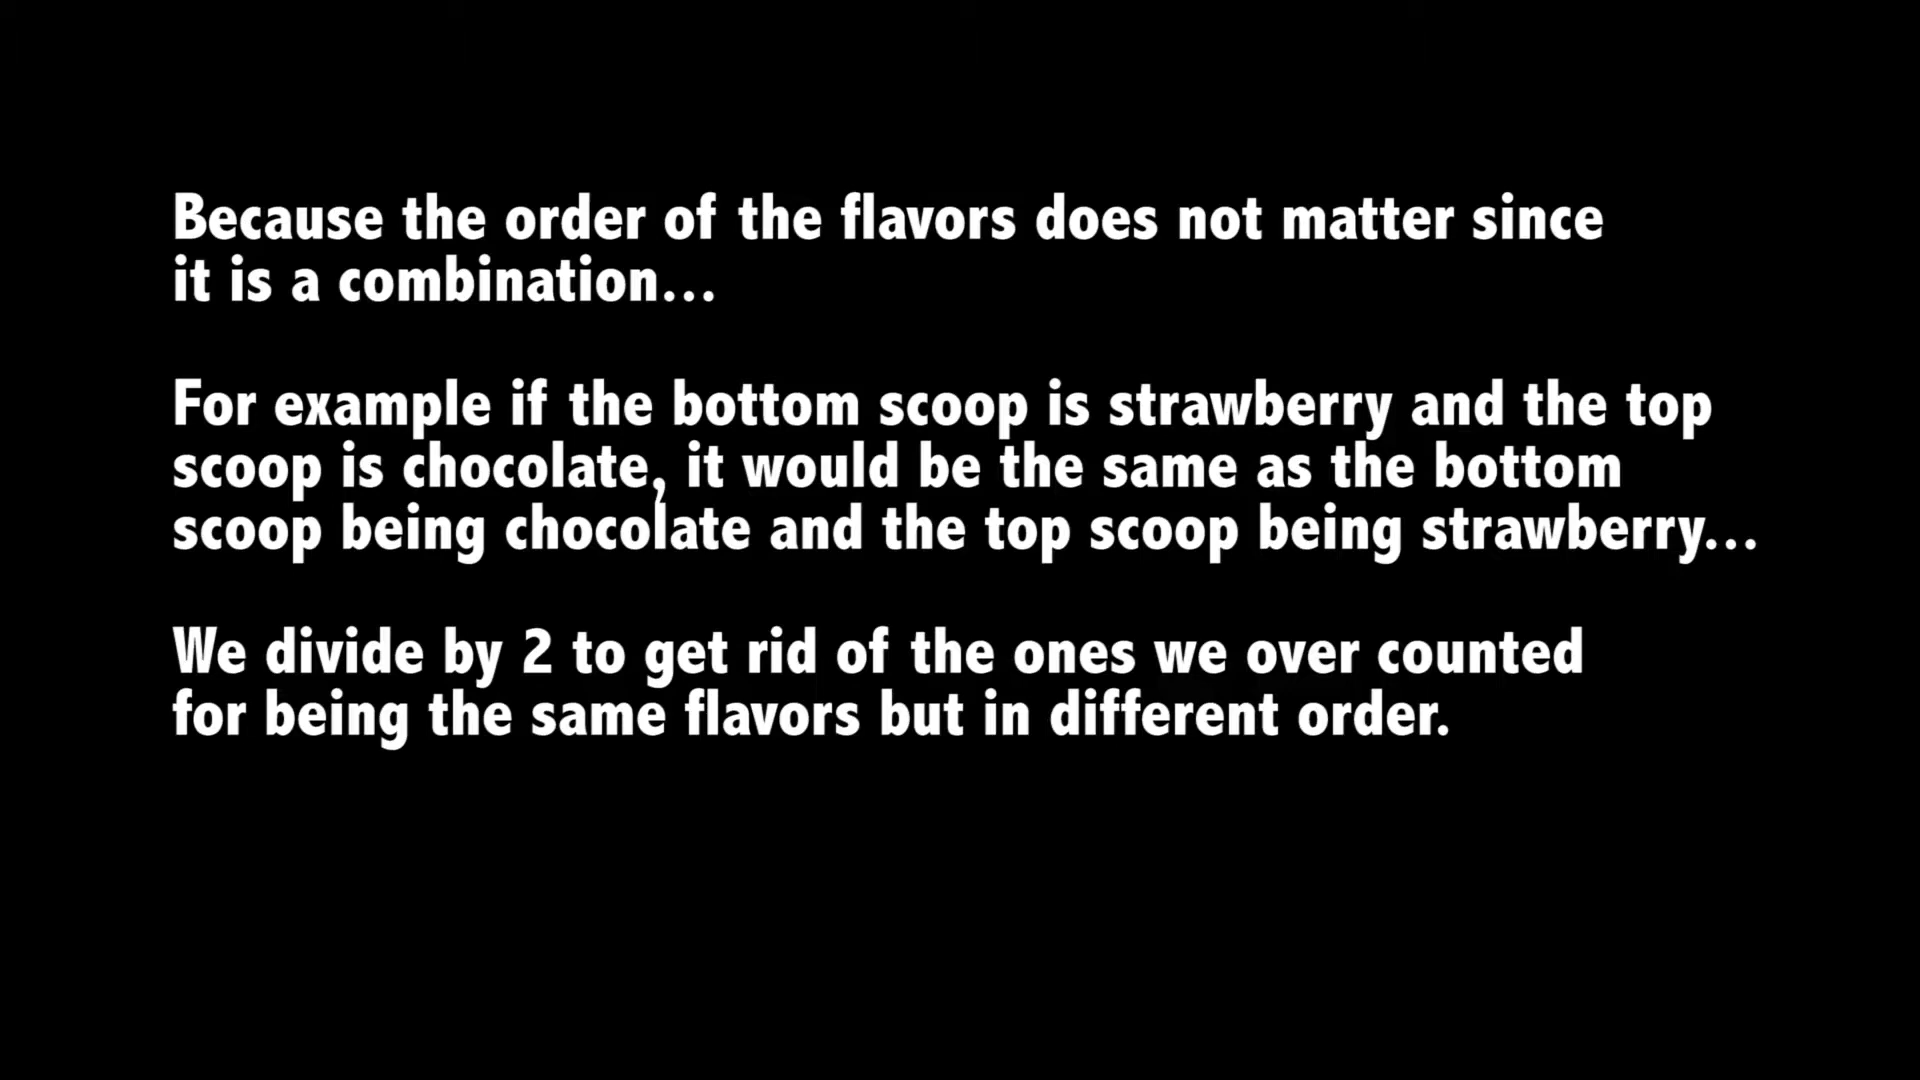 Because the order of the flavors does not matter since
it is a combination...
For example if the bottom scoop is strawberry and the top
scoop is chocolate, it would be the same as the bottom
scoop being chocolate and the top scoop being strawberry...
We divide by 2 to get rid of the ones we over counted
for being the same flavors but in different order.